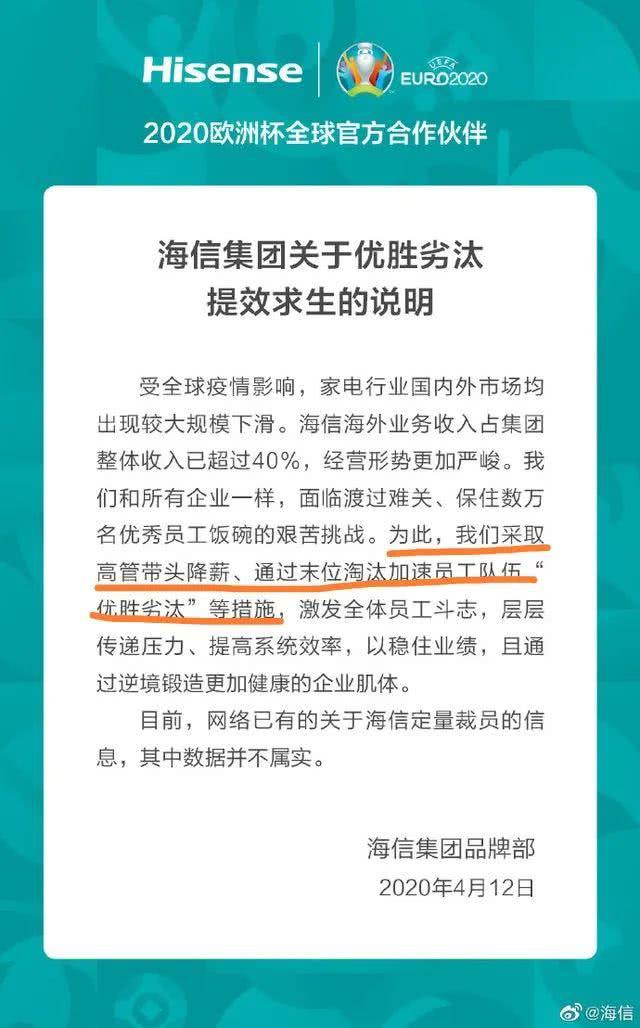 Hisense
UEFA
EURO2020
2020欧洲杯全球官方合作伙伴
海信集团关于优胜劣汰
提效求生的说明
受全球疫情影响，家电行业国内外市场均
出现较大规模下滑。海信海外业务收入占集团
整体收入已超过40%，经营形势更加严峻。我
们和所有企业一样，面临渡过难关、保住数万
名优秀员工饭碗的艰苦挑战。为此，我们采取
高管带头降薪、通过末位淘汰加速员工队伍“
优胜劣汰”等措施，激发全体员工斗志，层层
传递压力、提高系统效率，以稳住业绩，且通
过逆境锻造更加健康的企业肌体。
目前，网络已有的关于海信定量裁员的信
息，其中数据并不属实。
海信集团品牌部
2020年4月12日
@海信